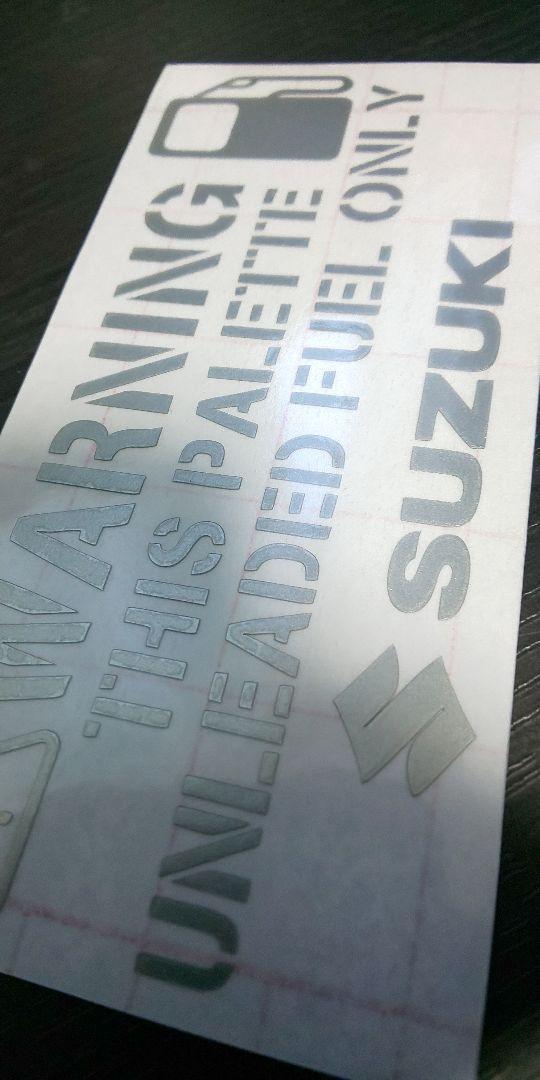 WARNING
THIS PALETTE
UNLEADED FUEL ONLY
SUZUKI